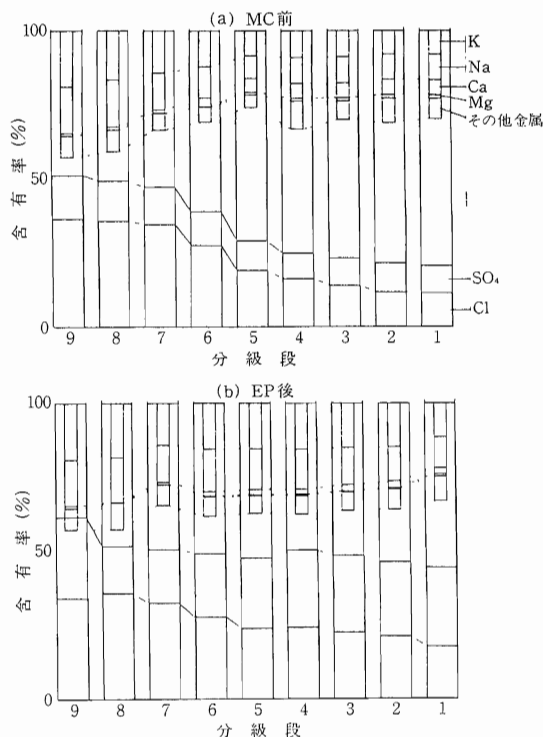 (a) MC前
100
50
0
含有率(%)
K
Na
Ca
Mg
その他金属
SO₄
Cl
9 8 7 6 5 4 3 2 1
分級段
(b) EP後
100
50
0
含有率(%)
9 8 7 6 5 4 3 2 1
分級段